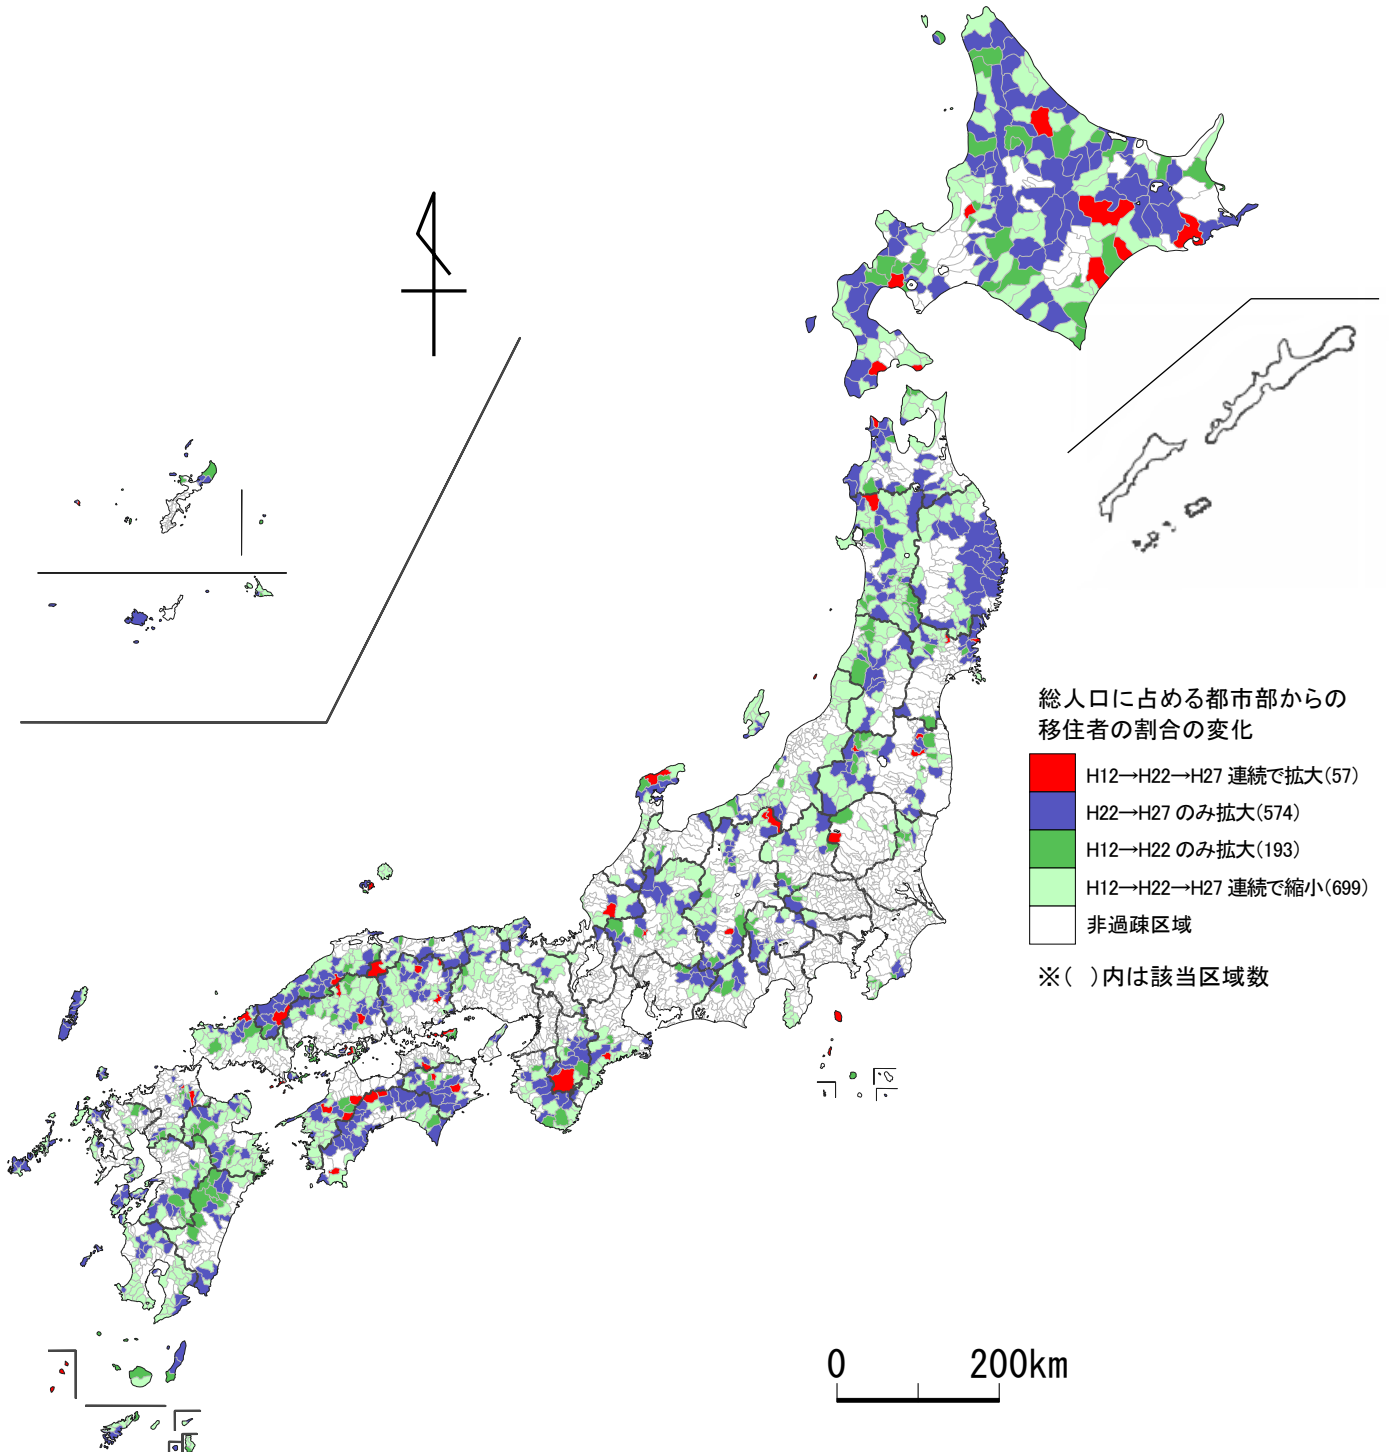 総人口に占める都市部からの
移住者の割合の変化
H12→H22→H27 連続で拡大(57)
H22→H27 のみ拡大(574)
H12→H22 のみ拡大(193)
H12→H22→H27 連続で縮小(699)
非過疎区域
※( )内は該当区域数
0 200km